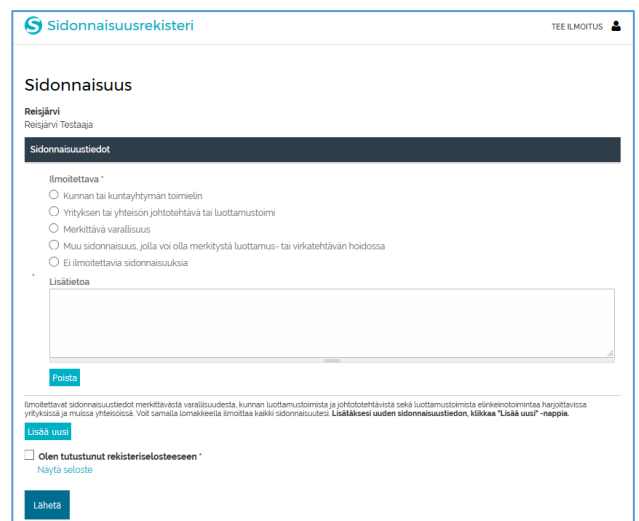 Sidonnaisuusrekisteri
TEE ILMOITUS
Sidonnaisuus
Reisjärvi
Reisjärvi Testaaja
Sidonnaisuustiedot
Ilmoitettava *
Kunnan tai kuntayhtymän toimielin
Yrityksen tai yhteisön johtotehtävä tai luottamustoimi
Merkittävä varallisuus
Muu sidonnaisuus, jolla voi olla merkitystä luottamus- tai virkatehtävän hoidossa
Ei ilmoitettavia sidonnaisuuksia
Lisätietoa
Poista
Ilmoitettavat sidonnaisuustiedot merkittävästä varallisuudesta, kunnan luottamustoimista ja johtotehtävistä sekä luottamustoimista elinkeinotoimintaa harjoittavissa
yrityksissä ja muissa yhteisöissä. Voit samalla lomakkeella ilmoittaa kaikki sidonnaisuutesi. Lisätäksesi uuden sidonnaisuustiedon, klikkaa "Lisää uusi" -nappia.
Lisää uusi
Olen tutustunut rekisteriselosteeseen *
Näytä seloste
Lähetä